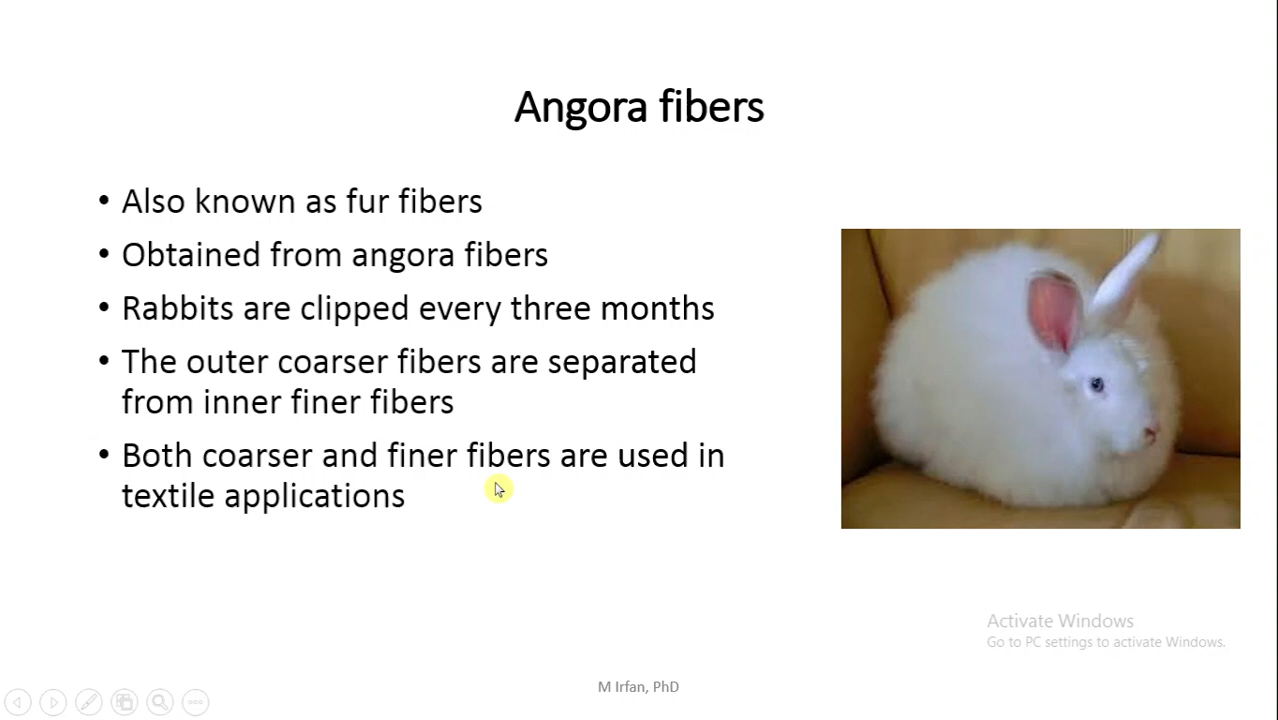 Angora fibers
• Also known as fur fibers
• Obtained from angora fibers
• Rabbits are clipped every three months
• The outer coarser fibers are separated
from inner finer fibers
• Both coarser and finer fibers are used in
textile applications
Activate Windows
Go to PC settings to activate Windows.
M Irfan, PhD